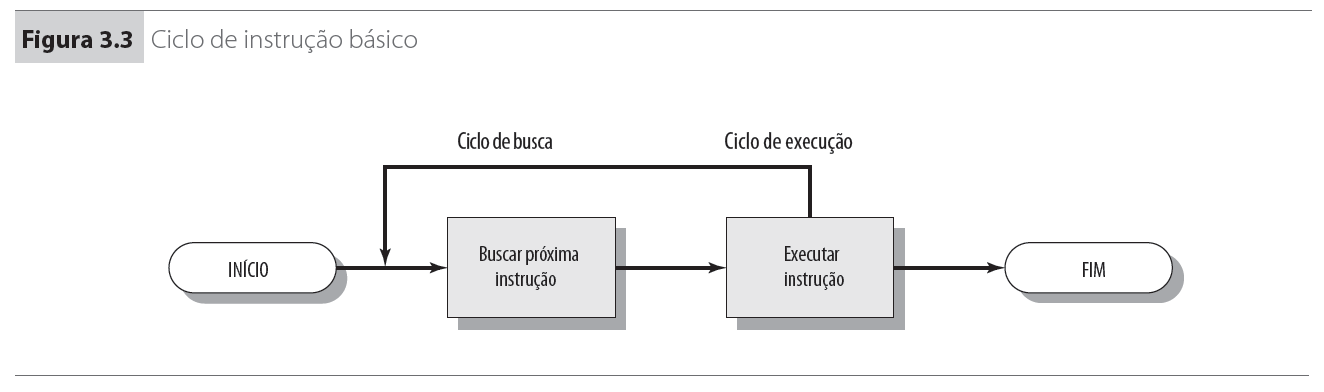 Figura 3.3 Ciclo de instrução básico
Ciclo de busca
Ciclo de execução
INÍCIO
Buscar próxima
instrução
Executar
instrução
FIM